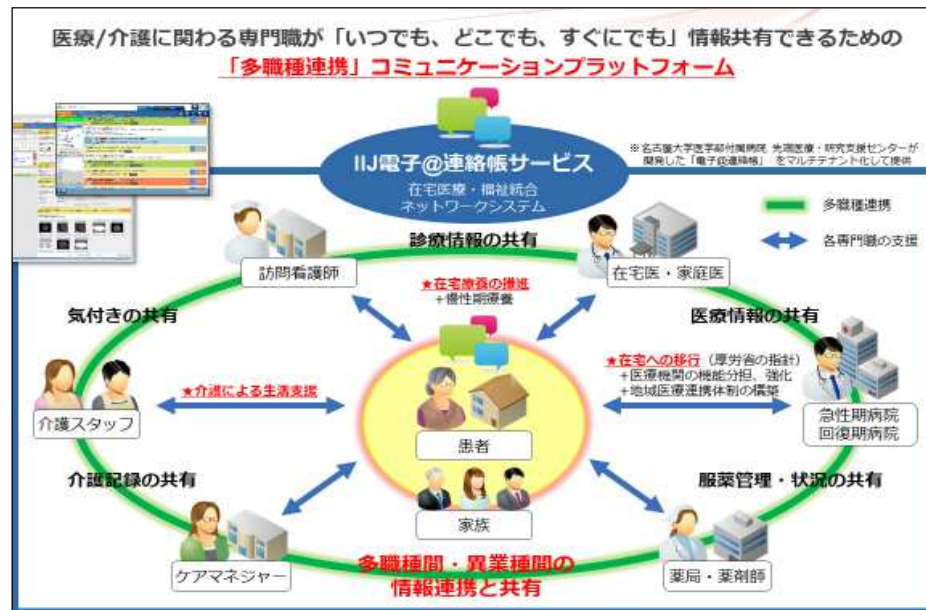 医療/介護に関わる専門職が「いつでも、どこでも、すぐにでも」情報共有できるための
「多職種連携」コミュニケーションプラットフォーム
IIJ電子@連絡帳サービス
在宅医療・福祉統合
ネットワークシステム
※名古屋大学医学部付属病院 先端医療・研究支援センターが
開発した「電子@連絡帳」 をマルチテナント化して提供
多職種連携
各専門職の支援
診療情報の共有
訪問看護師
在宅医・家庭医
★在宅療養の推進
+慢性期療養
気付きの共有
医療情報の共有
★在宅への移行（厚労省の指針）
+医療機関の機能分担、強化
+地域医療連携体制の構築
★介護による生活支援
介護スタッフ
急性期病院
回復期病院
患者
介護記録の共有
服薬管理・状況の共有
家族
ケアマネジャー
多職種間・異業種間の
情報連携と共有
薬局・薬剤師